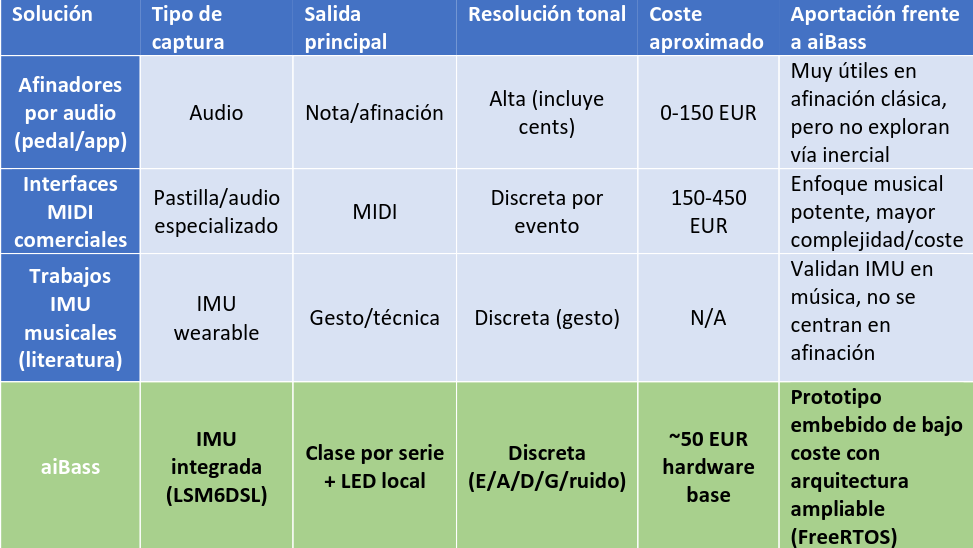 Solución
Tipo de
captura
Salida
principal
Resolución tonal
Coste
aproximado
Aportación frente
a aiBass
Afinadores
por audio
(pedal/app)
Audio
Nota/afinación
Alta (incluye
cents)
0-150 EUR
Muy útiles en
afinación clásica,
pero no exploran
vía inercial
Interfaces
MIDI
comerciales
Pastilla/audio
especializado
MIDI
Discreta por
evento
150-450
EUR
Enfoque musical
potente, mayor
complejidad/coste
Trabajos
IMU
musicales
(literatura)
IMU
wearable
Gesto/técnica
Discreta (gesto)
N/A
Validan IMU en
música, no se
centran en
afinación
aiBass
IMU
integrada
(LSM6DSL)
Clase por serie
+ LED local
Discreta
(E/A/D/G/ruido)
~50 EUR
hardware
base
Prototipo
embebido de bajo
coste con
arquitectura
ampliable
(FreeRTOS)